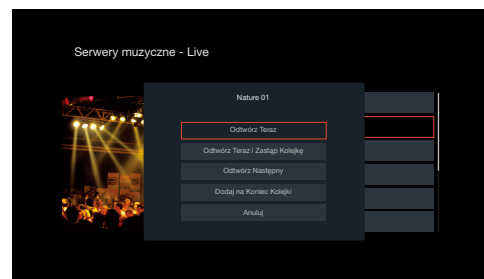 Serwery muzyczne - Live
Nature 01
Odtwórz Teraz
Odtwórz Teraz i Zastąp Kolejkę
Odtwórz Następny
Dodaj na Koniec Kolejki
Anuluj